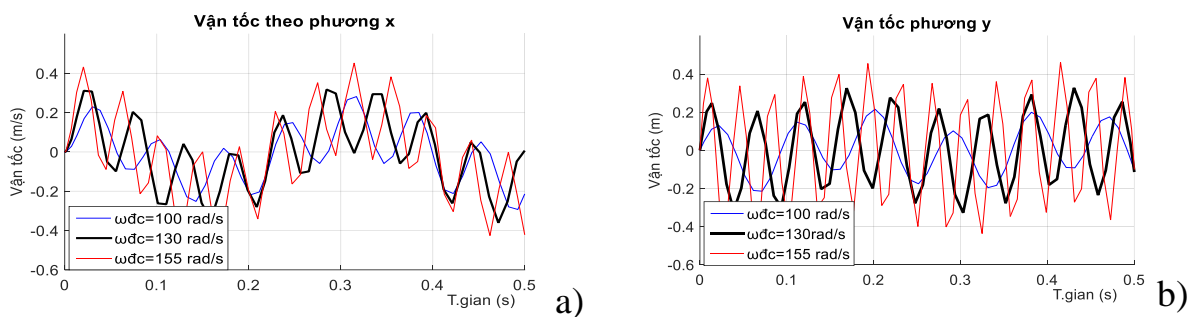 Vận tốc theo phương x
Vận tốc (m/s)
0.4
0.2
0
-0.2
-0.4
-0.6
ωđc=100 rad/s
ωđc=130 rad/s
ωđc=155 rad/s
0
0.1
0.2
0.3
0.4
0.5
T.gian (s)
a)
Vận tốc phương y
Vận tốc (m)
0.4
0.2
0
-0.2
-0.4
-0.6
ωđc=100 rad/s
ωđc=130rad/s
ωđc=155 rad/s
0
0.1
0.2
0.3
0.4
0.5
T.gian (s)
b)